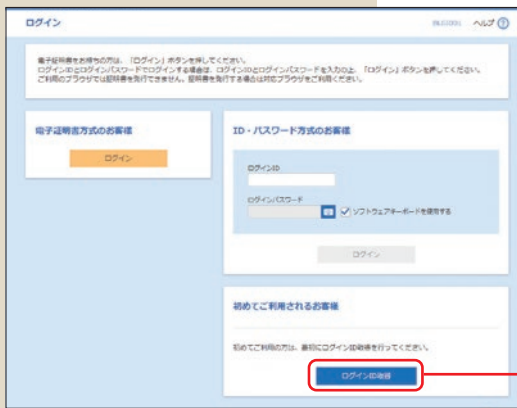 ログイン
BLI001 ヘルプ ?
電子証明書をお持ちの方は、「ログイン」ボタンを押してください。
ログインIDとログインパスワードでログインする場合は、ログインIDとログインパスワードを入力の上、「ログイン」ボタンを押してください。
ご利用のブラウザでは証明書を発行できません。証明書を発行する場合は対応ブラウザをご利用ください。
電子証明書方式のお客様
ログイン
ID・パスワード方式のお客様
ログインID
ログインパスワード
ソフトウェアキーボードを使用する
ログイン
初めてご利用されるお客様
初めてご利用の方は、最初にログインID取得を行ってください。
ログインID取得